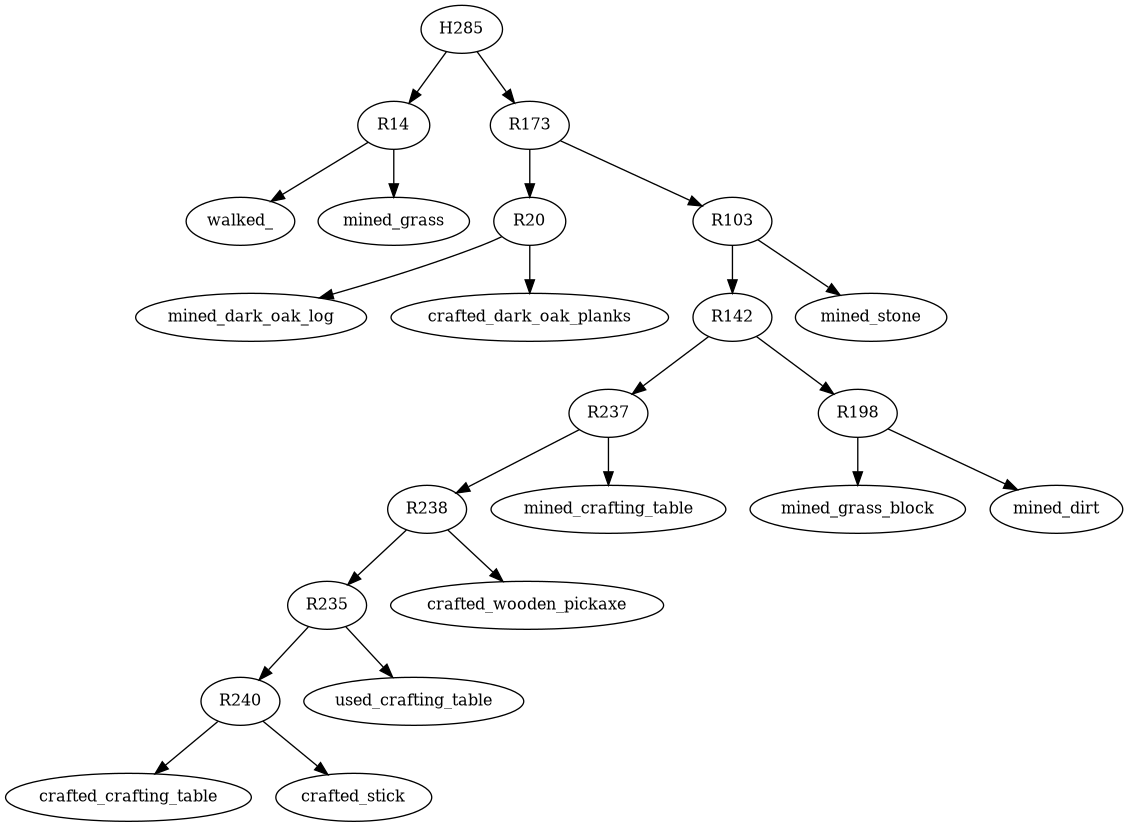 H285
R14
R173
walked_
mined_grass
R20
R103
mined_dark_oak_log
crafted_dark_oak_planks
R142
mined_stone
R237
R198
R238
mined_crafting_table
mined_grass_block
mined_dirt
R235
crafted_wooden_pickaxe
R240
used_crafting_table
crafted_crafting_table
crafted_stick